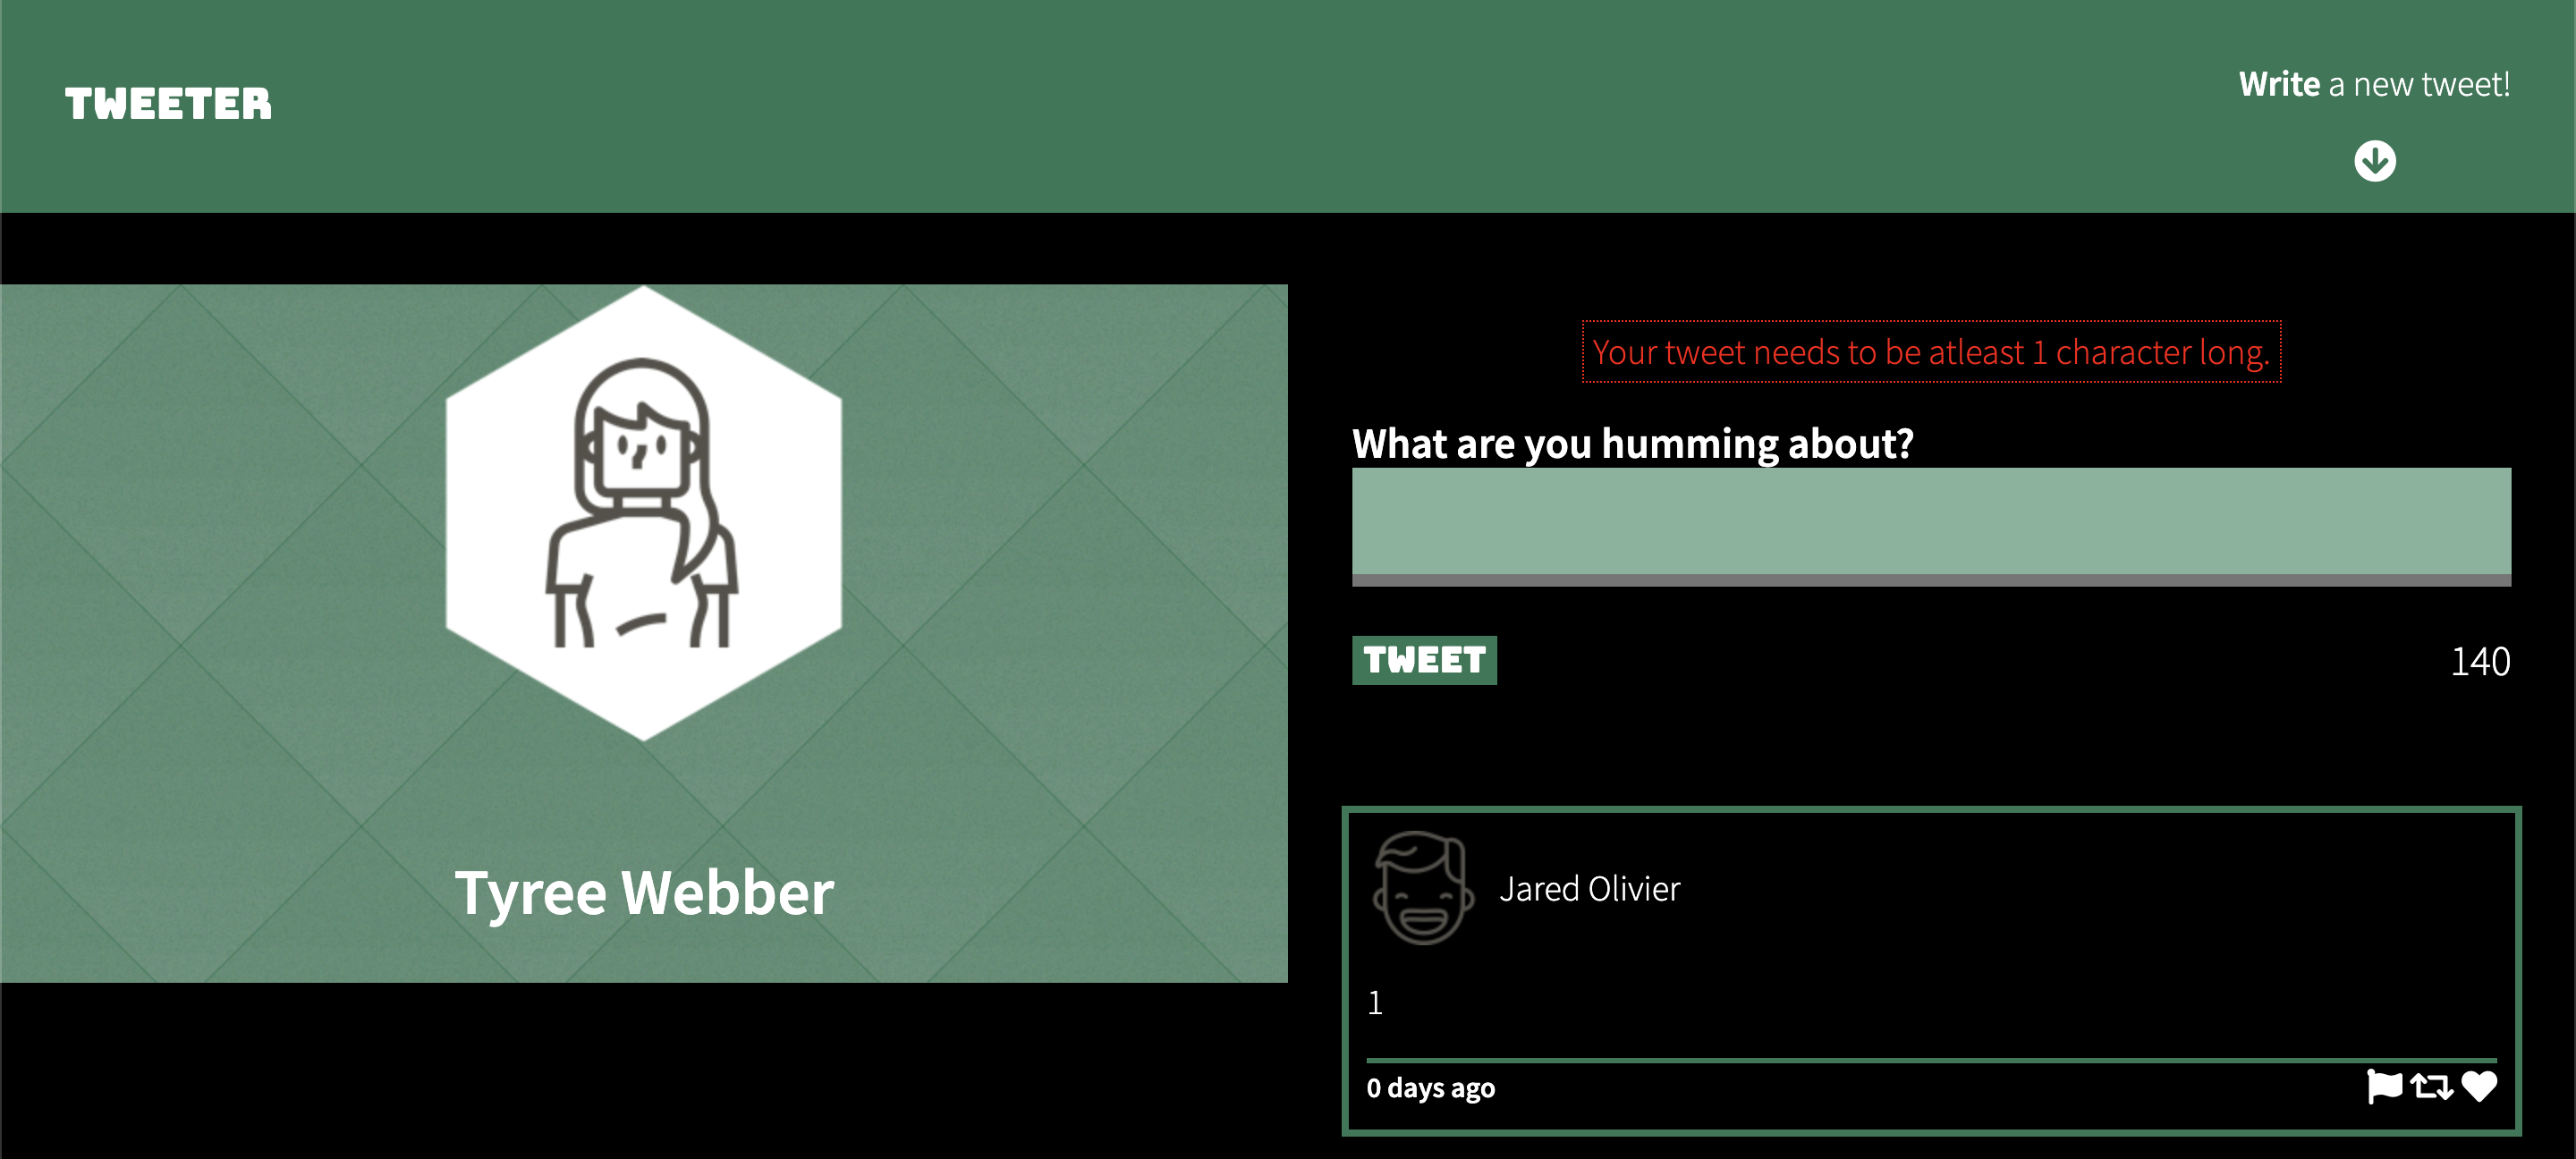 TWEETER
Write a new tweet!
Your tweet needs to be atleast 1 character long.
What are you humming about?
TWEET
140
Tyree Webber
Jared Olivier
1
0 days ago